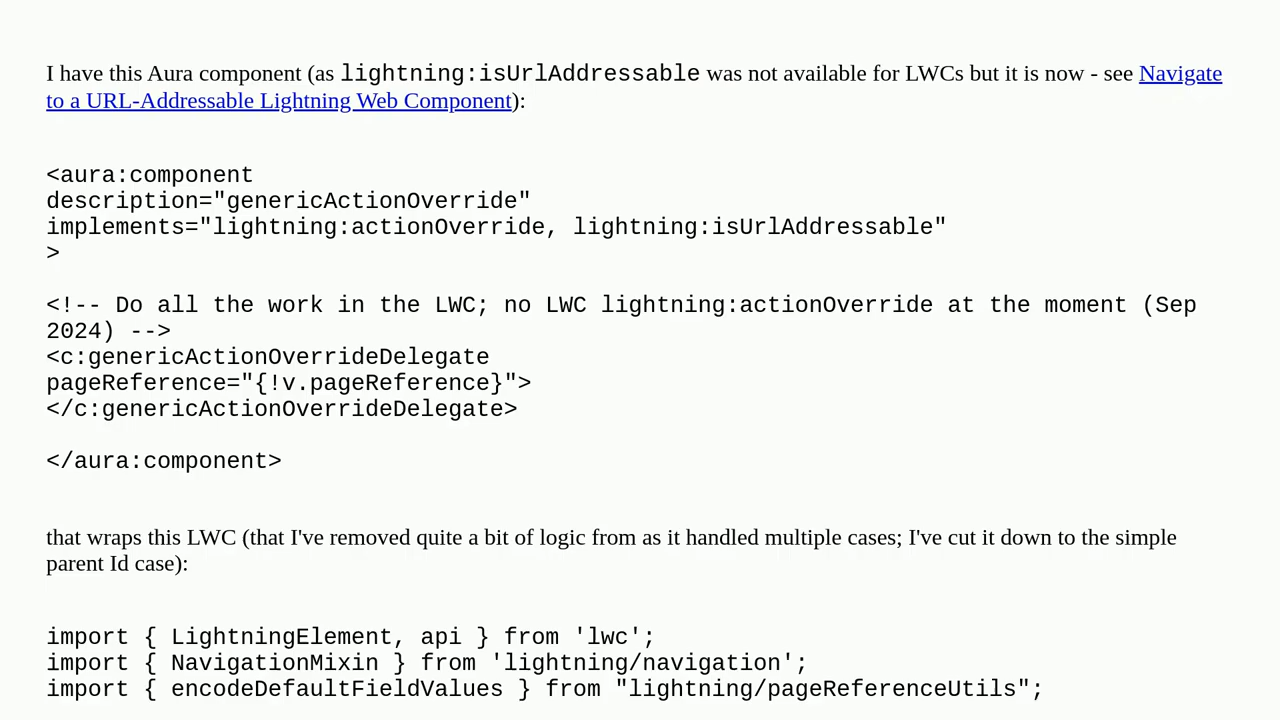 I have this Aura component (as lightning:isUrlAddressable was not available for LWCs but it is now - see Navigate
to a URL-Addressable Lightning Web Component):
<aura:component
description="genericActionOverride"
implements="lightning:actionOverride, lightning:isUrlAddressable"
>
<!-- Do all the work in the LWC; no LWC lightning:actionOverride at the moment (Sep
2024) -->
<c:genericActionOverrideDelegate
pageReference="{!v.pageReference}">
</c:genericActionOverrideDelegate>
</aura:component>
that wraps this LWC (that I've removed quite a bit of logic from as it handled multiple cases; I've cut it down to the simple
parent Id case):
import { LightningElement, api } from 'lwc';
import { NavigationMixin } from 'lightning/navigation';
import { encodeDefaultFieldValues } from "lightning/pageReferenceUtils";